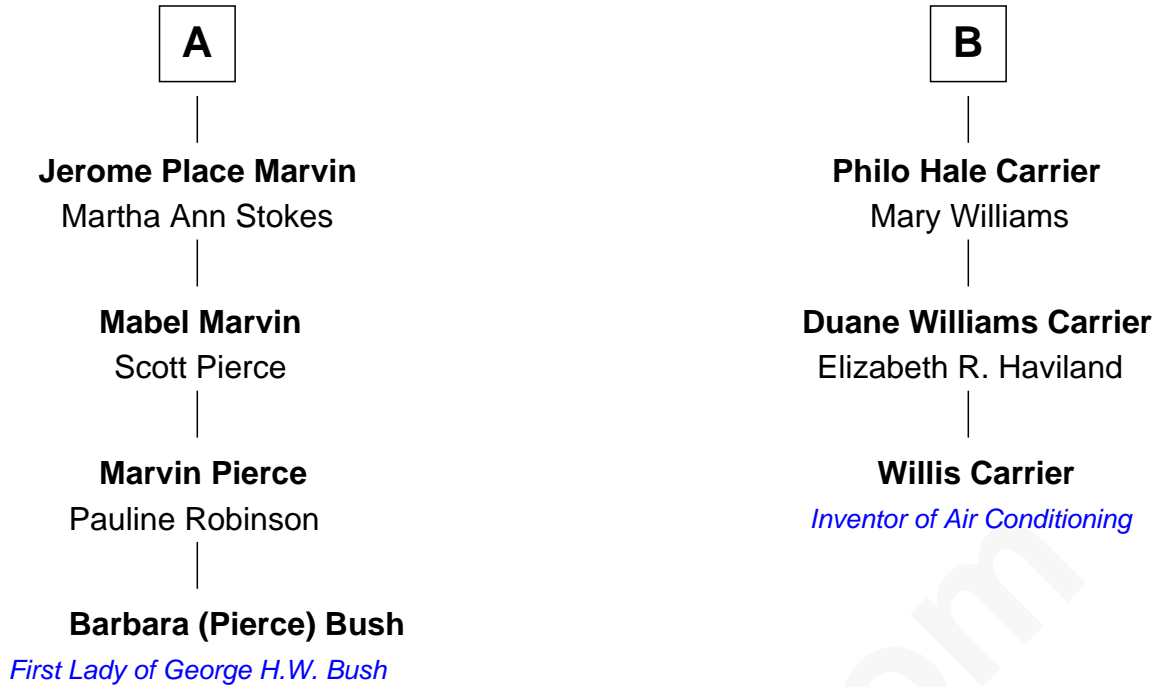 A
Jerome Place Marvin
Martha Ann Stokes
Mabel Marvin
Scott Pierce
Marvin Pierce
Pauline Robinson
Barbara (Pierce) Bush
First Lady of George H.W. Bush
B
Philo Hale Carrier
Mary Williams
Duane Williams Carrier
Elizabeth R. Haviland
Willis Carrier
Inventor of Air Conditioning
om